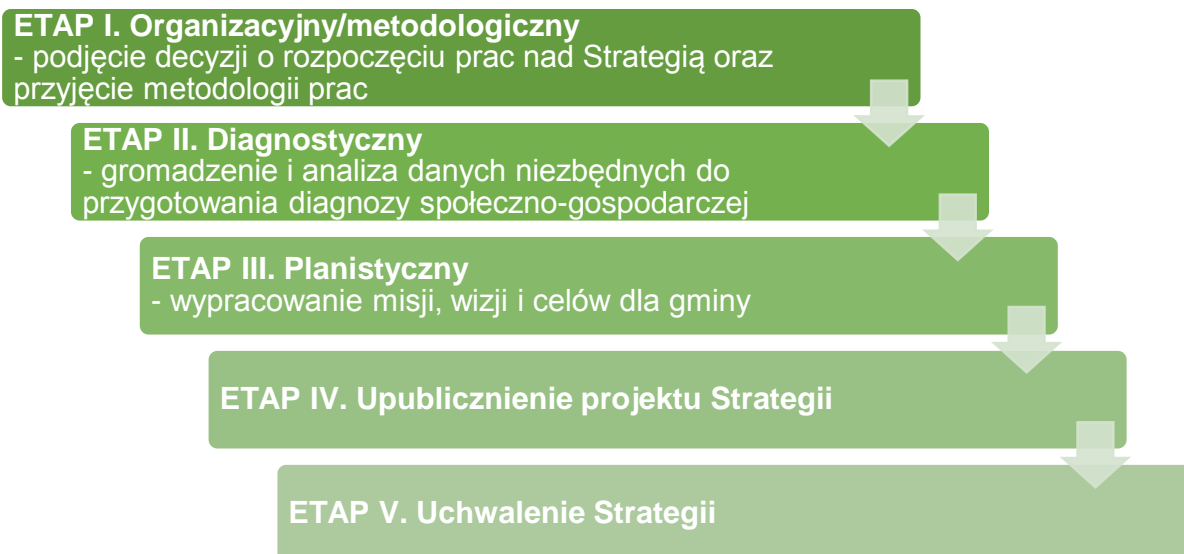 ETAP I. Organizacyjny/metodologiczny
- podjęcie decyzji o rozpoczęciu prac nad Strategią oraz
przyjęcie metodologii prac
ETAP II. Diagnostyczny
- gromadzenie i analiza danych niezbędnych do
przygotowania diagnozy społeczno-gospodarczej
ETAP III. Planistyczny
- wypracowanie misji, wizji i celów dla gminy
ETAP IV. Upublicznienie projektu Strategii
ETAP V. Uchwalenie Strategii